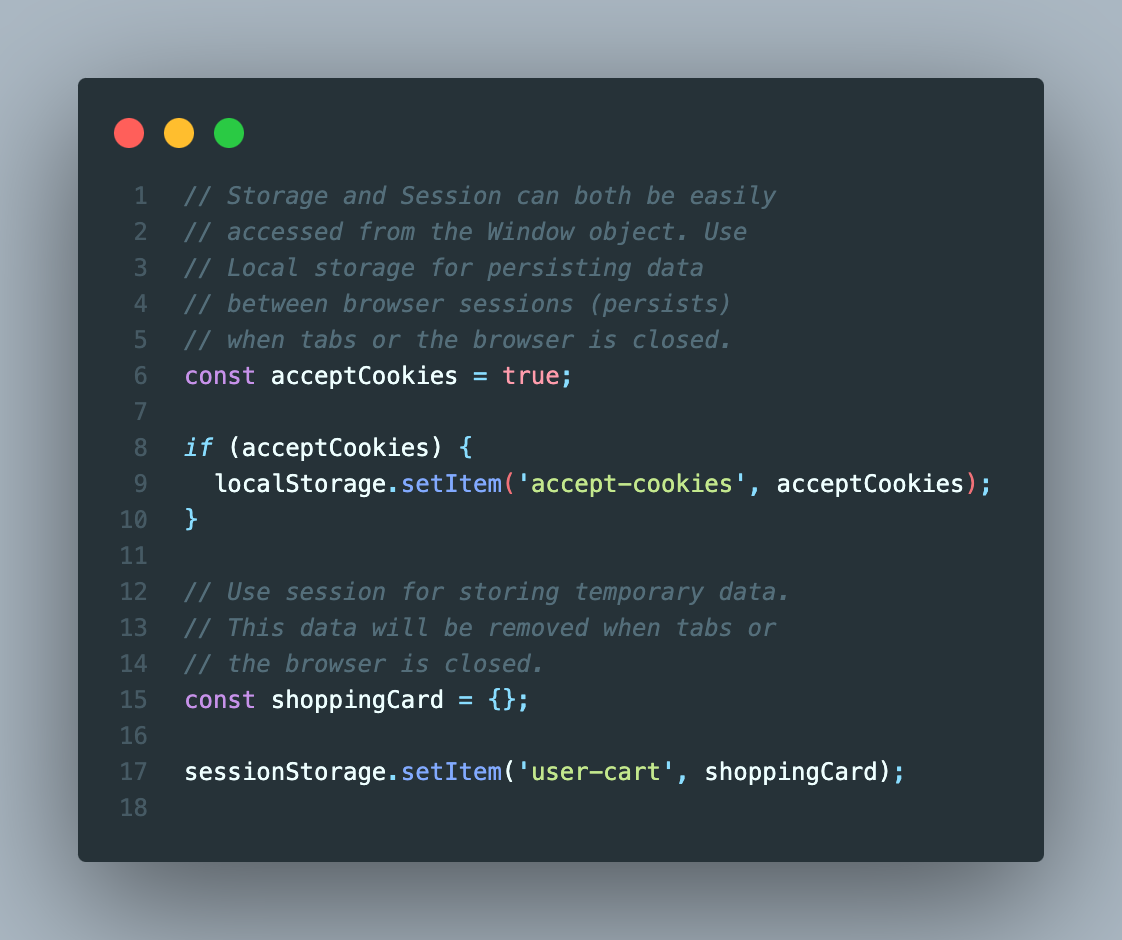 1 // Storage and Session can both be easily
2 // accessed from the Window object. Use
3 // Local storage for persisting data
4 // between browser sessions (persists)
5 // when tabs or the browser is closed.
6 const acceptCookies = true;
7
8 if (acceptCookies) {
9   localStorage.setItem('accept-cookies', acceptCookies);
10 }
11
12 // Use session for storing temporary data.
13 // This data will be removed when tabs or
14 // the browser is closed.
15 const shoppingCard = {};
16
17 sessionStorage.setItem('user-cart', shoppingCard);
18